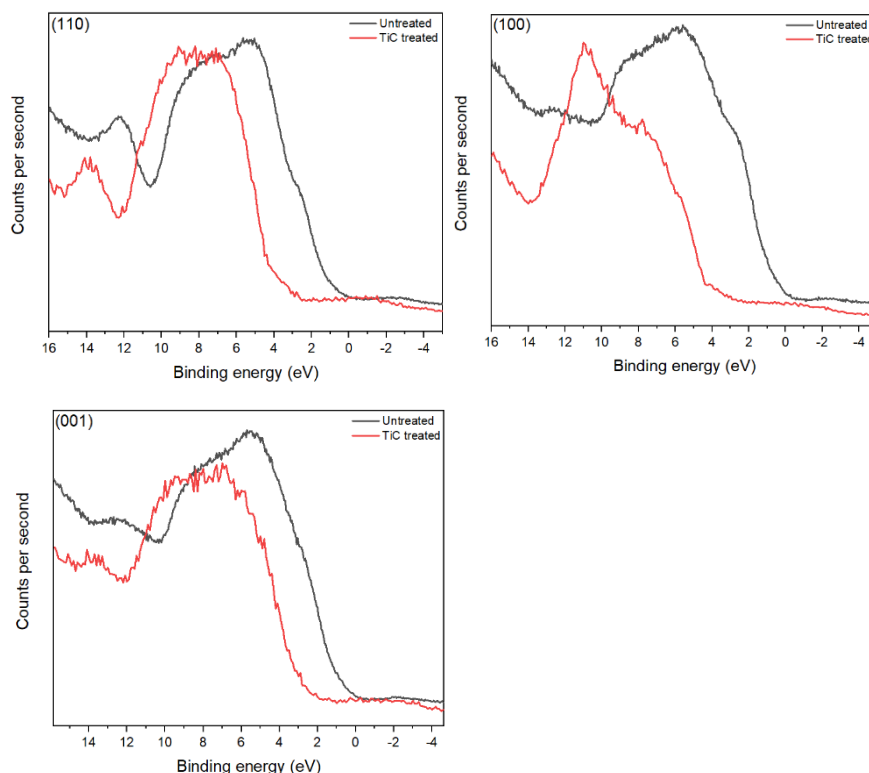 (110)
Untreated
TiC treated
Counts per second
16 14 12 10 8 6 4 2 0 -2 -4
Binding energy (eV)
(100)
Untreated
TiC treated
Counts per second
16 14 12 10 8 6 4 2 0 -2 -4
Binding energy (eV)
(001)
Untreated
TiC treated
Counts per second
14 12 10 8 6 4 2 0 -2 -4
Binding energy (eV)